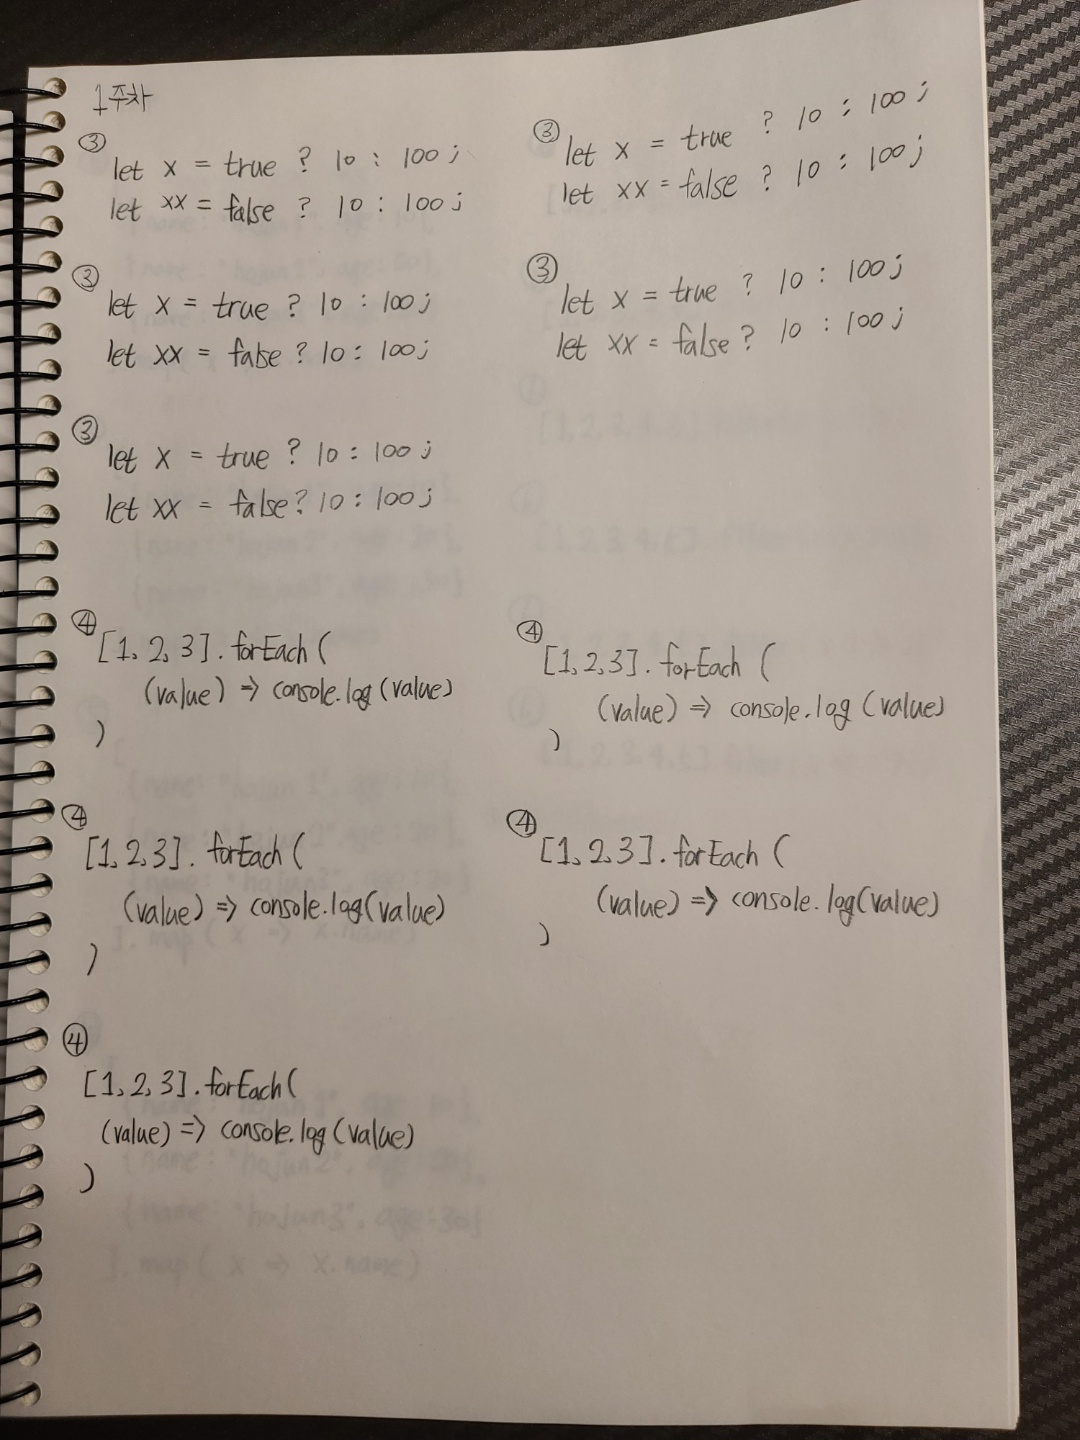 1주차
③
let x = true ? 10 : 100;
let xx = false ? 10 : 100;
③
let x = true ? 10 : 100;
let xx = false ? 10 : 100;
③
let x = true ? 10 : 100;
let xx = false ? 10 : 100;
③
let x = true ? 10 : 100;
let xx = false ? 10 : 100;
③
let x = true ? 10 : 100;
let xx = false ? 10 : 100;
④
[1, 2, 3].forEach(
(value) => console.log(value)
)
④
[1, 2, 3].forEach(
(value) => console.log(value)
)
④
[1, 2, 3].forEach(
(value) => console.log(value)
)
④
[1, 2, 3].forEach(
(value) => console.log(value)
)
④
[1, 2, 3].forEach(
(value) => console.log(value)
)